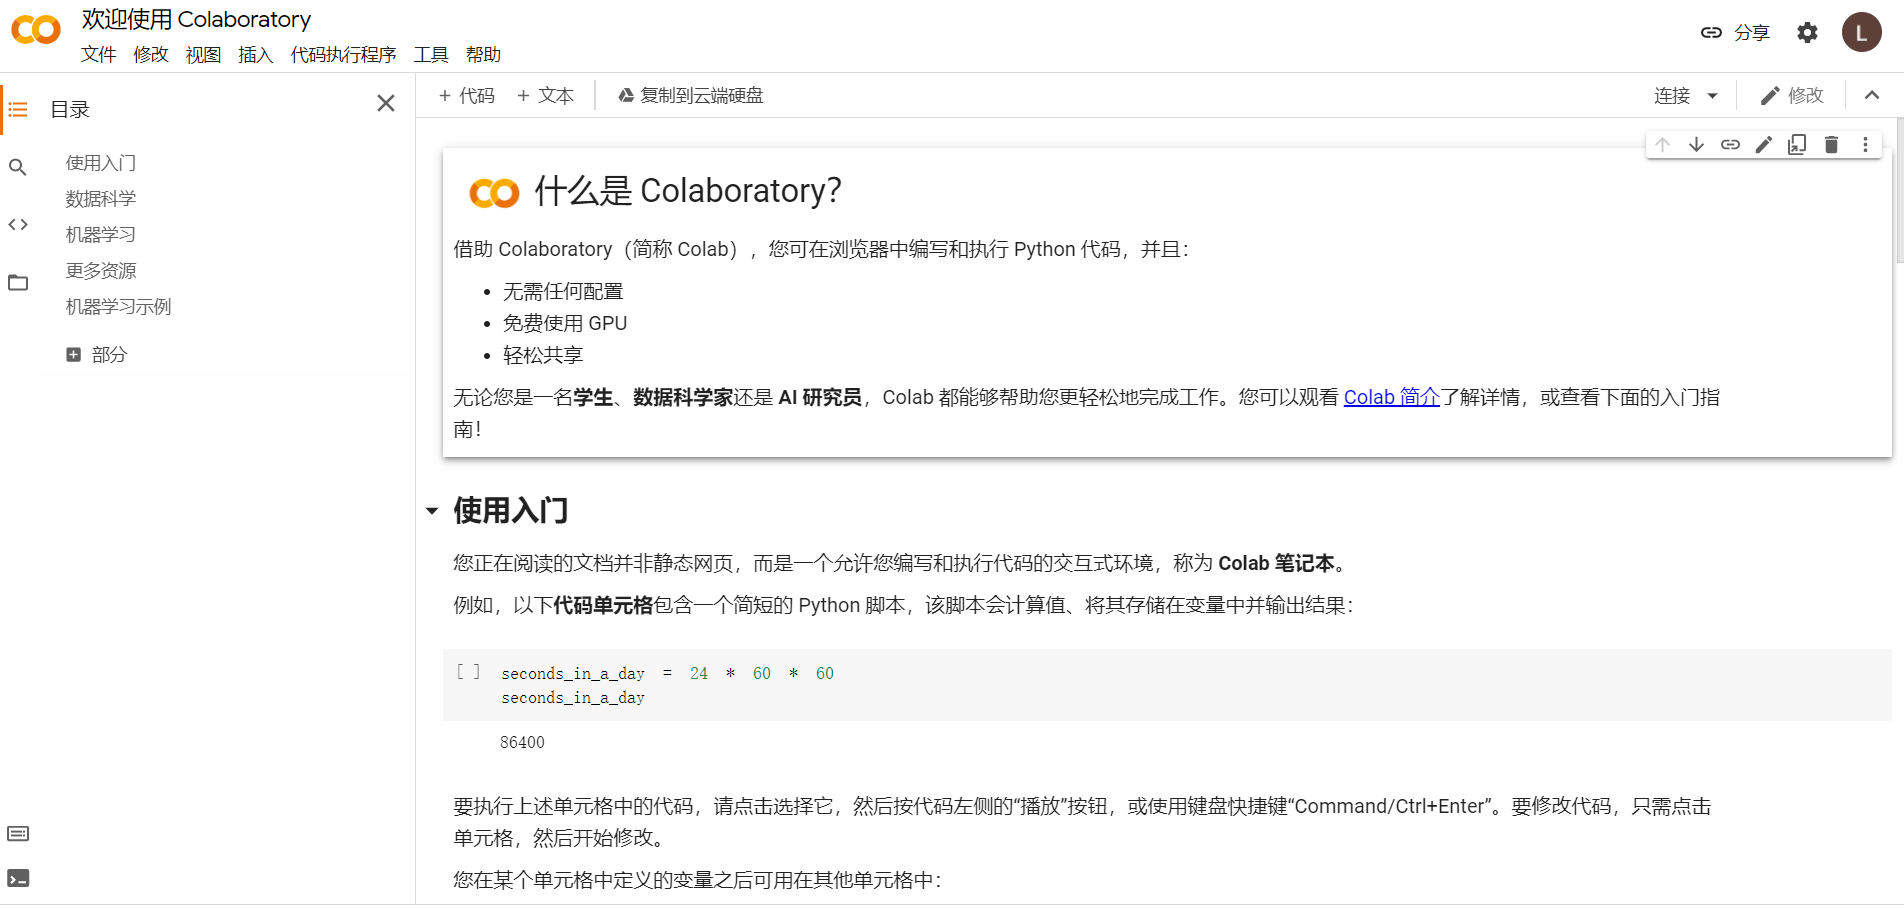 欢迎使用 Colaboratory
文件 修改 视图 插入 代码执行程序 工具 帮助
分享
L
目录
使用入门
数据科学
机器学习
更多资源
机器学习示例
部分
+ 代码 + 文本 复制到云端硬盘
连接 修改
什么是 Colaboratory？
借助 Colaboratory（简称 Colab），您可在浏览器中编写和执行 Python 代码，并且：
• 无需任何配置
• 免费使用 GPU
• 轻松共享
无论您是一名学生、数据科学家还是 AI 研究员，Colab 都能够帮助您更轻松地完成工作。您可以观看 Colab 简介了解详情，或查看下面的入门指
南！
使用入门
您正在阅读的文档并非静态网页，而是一个允许您编写和执行代码的交互式环境，称为 Colab 笔记本。
例如，以下代码单元格包含一个简短的 Python 脚本，该脚本会计算值、将其存储在变量中并输出结果：
[ ] seconds_in_a_day = 24 * 60 * 60
seconds_in_a_day
86400
要执行上述单元格中的代码，请点击选择它，然后按代码左侧的“播放”按钮，或使用键盘快捷键“Command/Ctrl+Enter”。要修改代码，只需点击
单元格，然后开始修改。
您在某个单元格中定义的变量之后可用在其他单元格中：